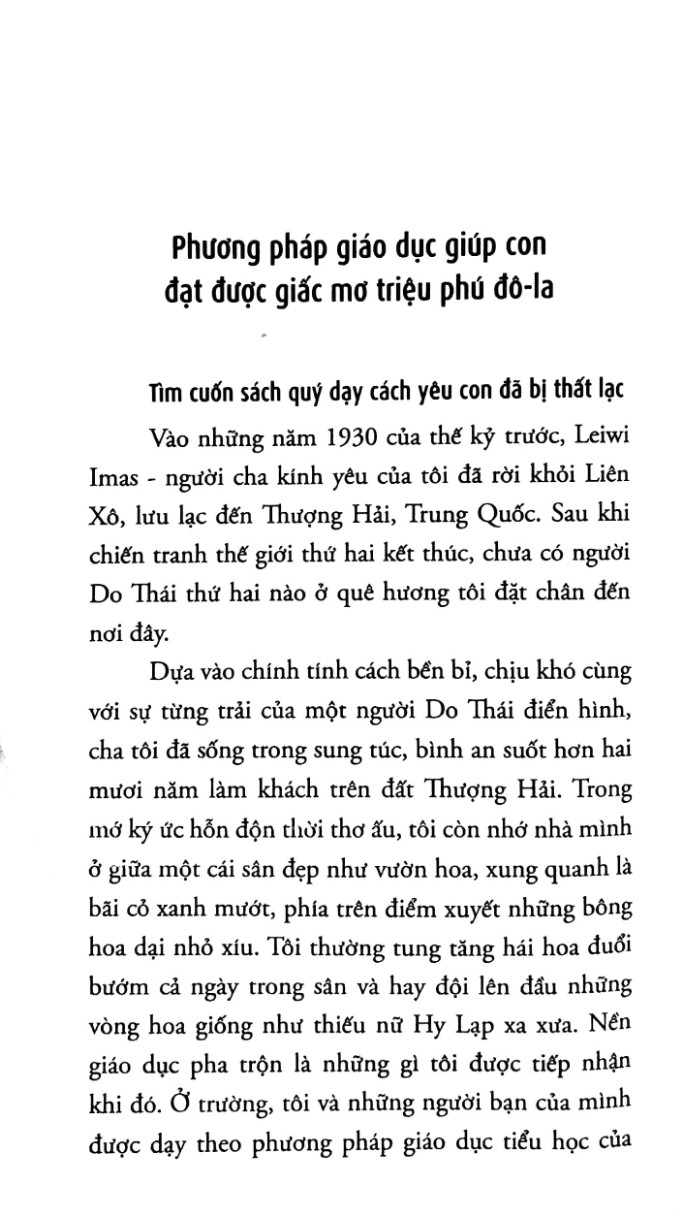 Phương pháp giáo dục giúp con
đạt được giấc mơ triệu phú đô-la
Tìm cuốn sách quý dạy cách yêu con đã bị thất lạc
Vào những năm 1930 của thế kỷ trước, Leiwi
Imas - người cha kính yêu của tôi đã rời khỏi Liên
Xô, lưu lạc đến Thượng Hải, Trung Quốc. Sau khi
chiến tranh thế giới thứ hai kết thúc, chưa có người
Do Thái thứ hai nào ở quê hương tôi đặt chân đến
nơi đây.
Dựa vào chính tính cách bền bỉ, chịu khó cùng
với sự từng trải của một người Do Thái điển hình,
cha tôi đã sống trong sung túc, bình an suốt hơn hai
mươi năm làm khách trên đất Thượng Hải. Trong
mớ ký ức hỗn độn thời thơ ấu, tôi còn nhớ nhà mình
ở giữa một cái sân đẹp như vườn hoa, xung quanh là
bãi cỏ xanh mướt, phía trên điểm xuyết những bông
hoa dại nhỏ xíu. Tôi thường tung tăng hái hoa đuổi
bướm cả ngày trong sân và hay đội lên đầu những
vòng hoa giống như thiếu nữ Hy Lạp xa xưa. Nền
giáo dục pha trộn là những gì tôi được tiếp nhận
khi đó. Ở trường, tôi và những người bạn của mình
được dạy theo phương pháp giáo dục tiểu học của